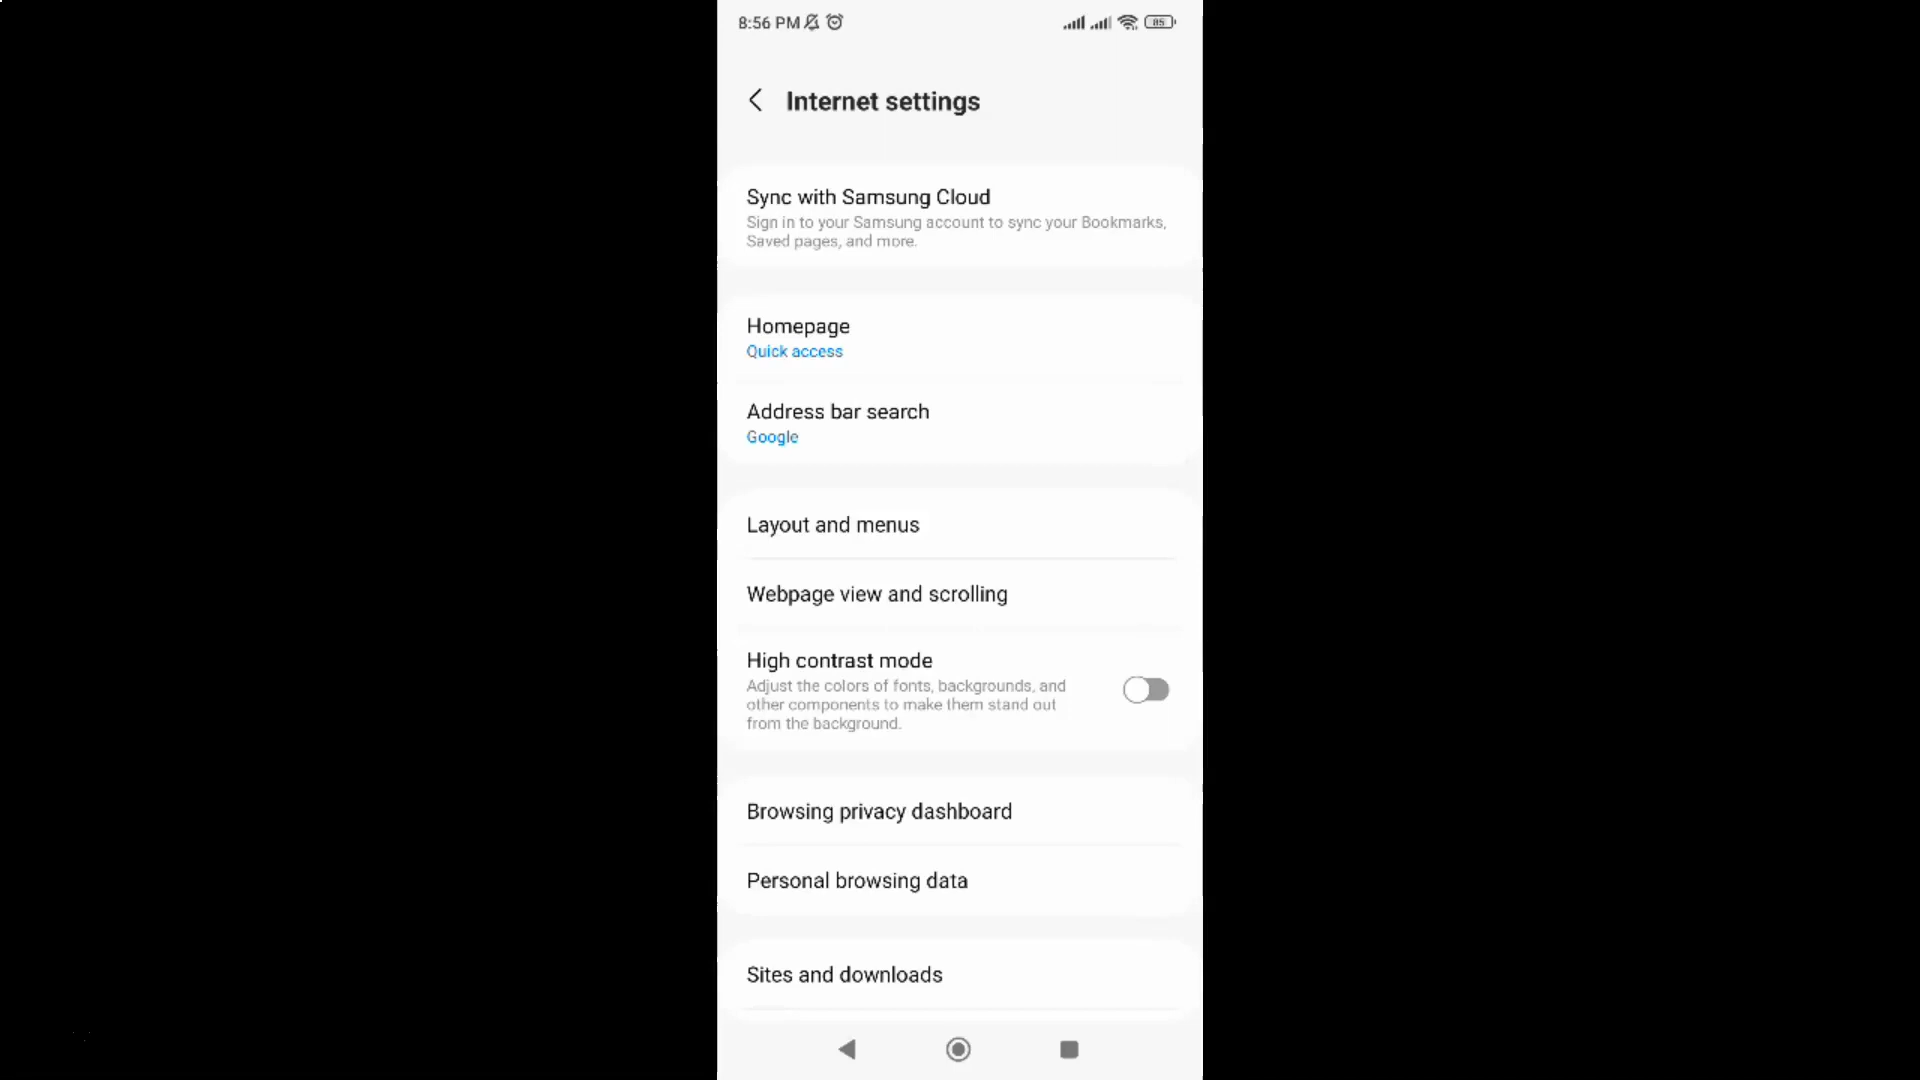 8:56 PM
85
Internet settings
Sync with Samsung Cloud
Sign in to your Samsung account to sync your Bookmarks,
Saved pages, and more.
Homepage
Quick access
Address bar search
Google
Layout and menus
Webpage view and scrolling
High contrast mode
Adjust the colors of fonts, backgrounds, and
other components to make them stand out
from the background.
Browsing privacy dashboard
Personal browsing data
Sites and downloads